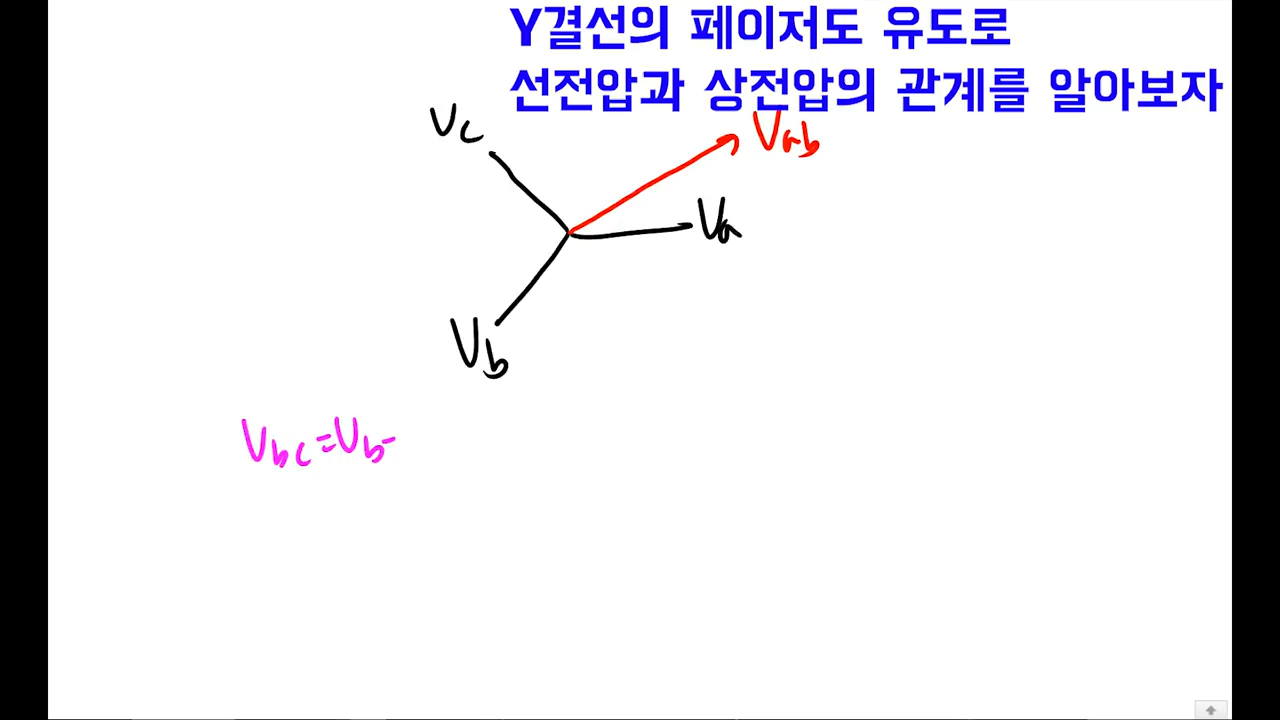 Y결선의 페이저도 유도로
선전압과 상전압의 관계를 알아보자
Vc
Vab
Va
Vb
Vbc=Vb-